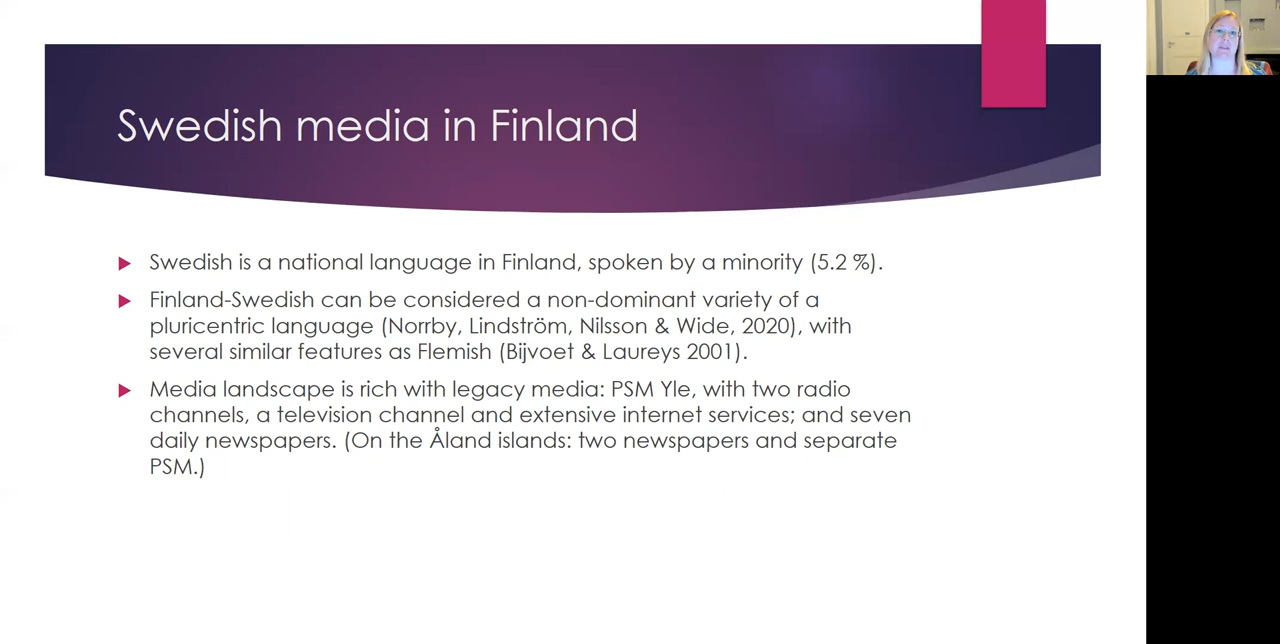 Swedish media in Finland
Swedish is a national language in Finland, spoken by a minority (5.2 %).
Finland-Swedish can be considered a non-dominant variety of a
pluricentric language (Norrby, Lindström, Nilsson & Wide, 2020), with
several similar features as Flemish (Bijvoet & Laureys 2001).
Media landscape is rich with legacy media: PSM Yle, with two radio
channels, a television channel and extensive internet services; and seven
daily newspapers. (On the Åland islands: two newspapers and separate
PSM.)